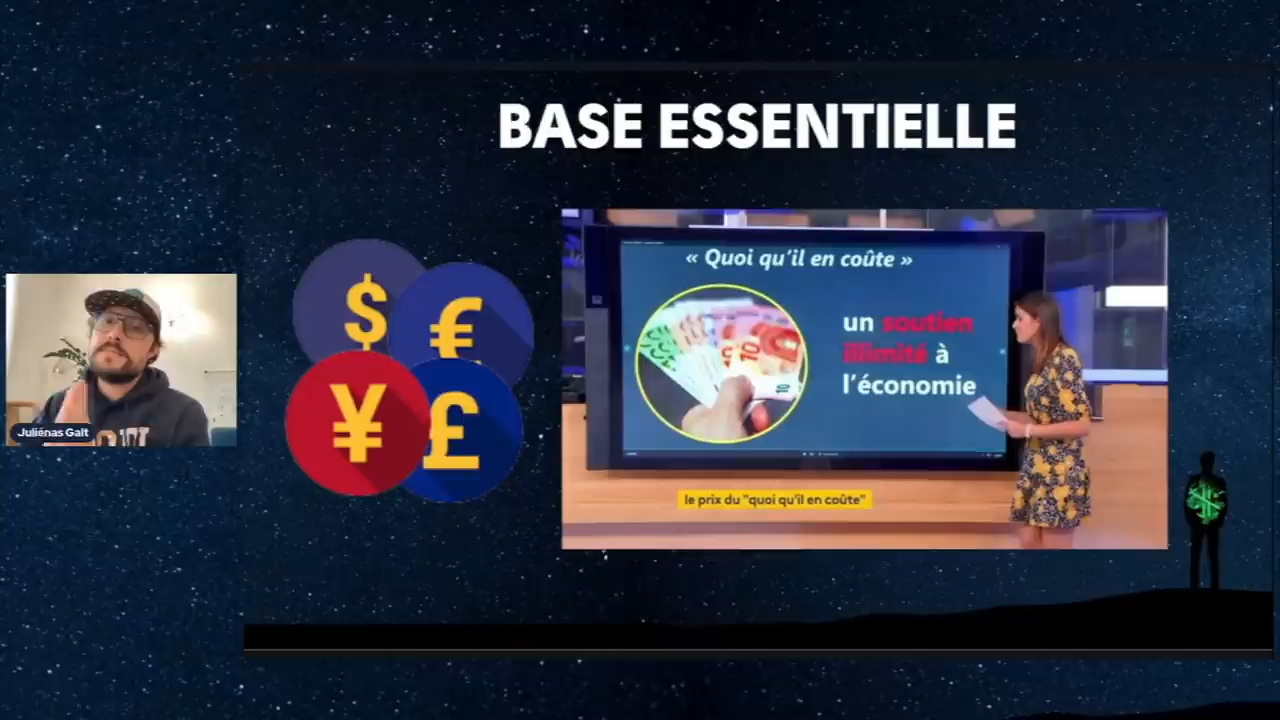 BASE ESSENTIELLE
« Quoi qu'il en coûte »
un soutien
illimité à
l'économie
le prix du "quoi qu'il en coûte"
$
€
¥
£
10
Juliénas Galt